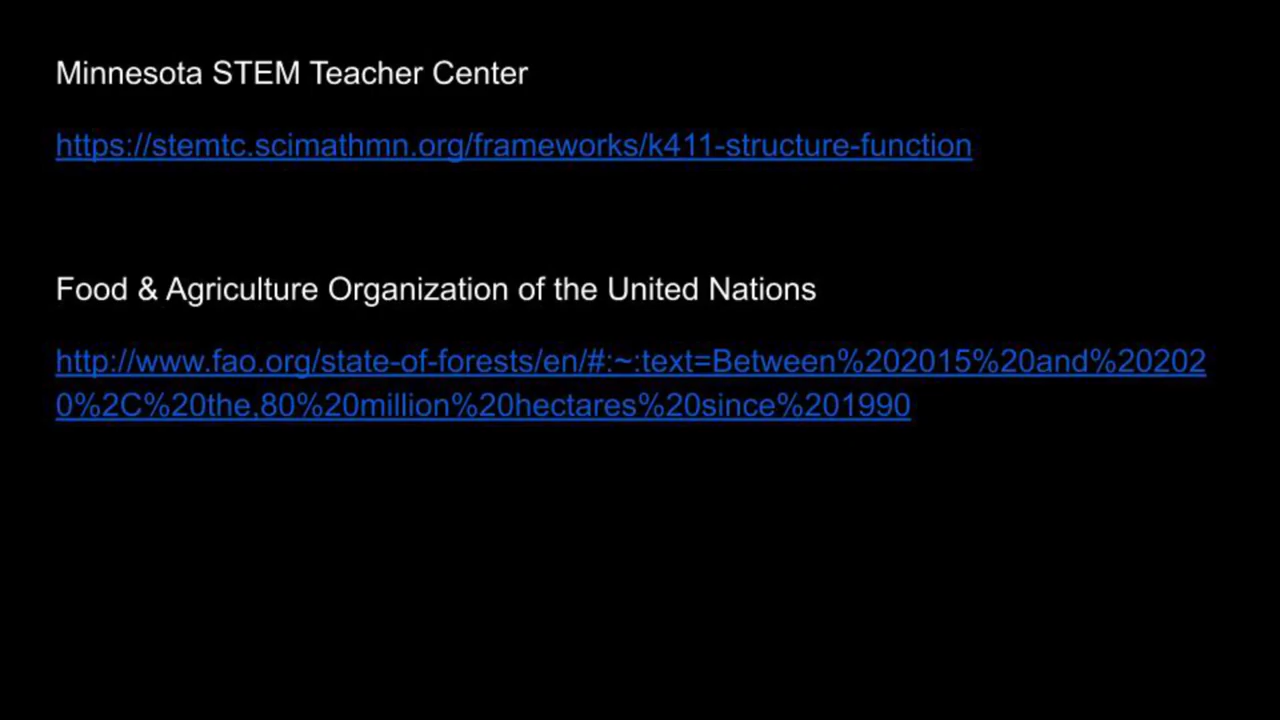 Minnesota STEM Teacher Center
https://stemtc.scimathmn.org/frameworks/k411-structure-function
Food & Agriculture Organization of the United Nations
http://www.fao.org/state-of-forests/en/#:~:text=Between%202015%20and%20202
0%2C%20the,80%20million%20hectares%20since%201990